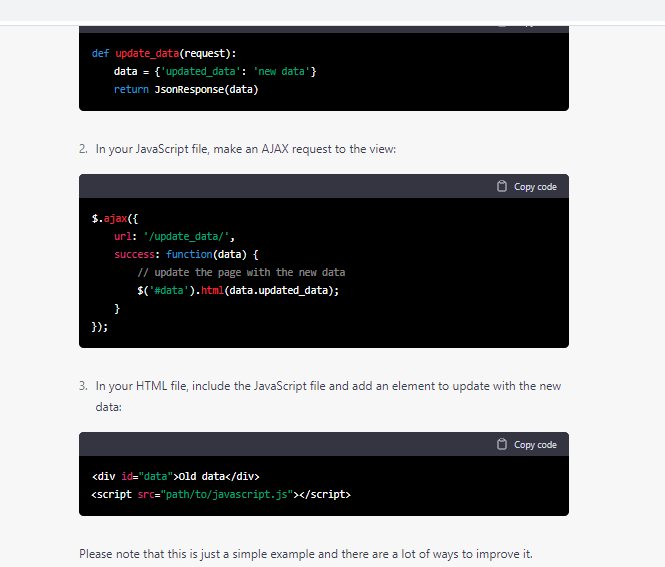 def update_data(request):
data = {'updated_data': 'new data'}
return JsonResponse(data)
2. In your JavaScript file, make an AJAX request to the view:
Copy code
$.ajax({
url: '/update_data/',
success: function(data) {
// update the page with the new data
$('#data').html(data.updated_data);
}
});
3. In your HTML file, include the JavaScript file and add an element to update with the new
data:
Copy code
<div id="data">Old data</div>
<script src="path/to/javascript.js"></script>
Please note that this is just a simple example and there are a lot of ways to improve it.